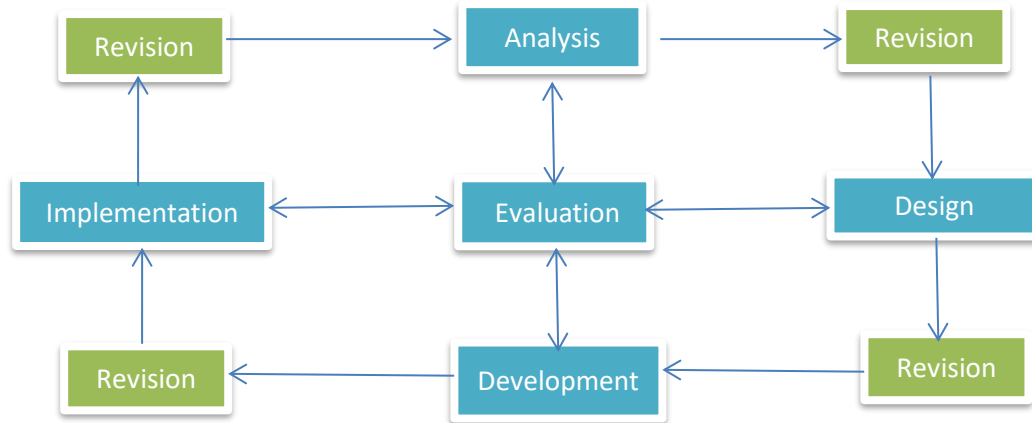 Revision
Analysis
Revision
Implementation
Evaluation
Design
Revision
Development
Revision